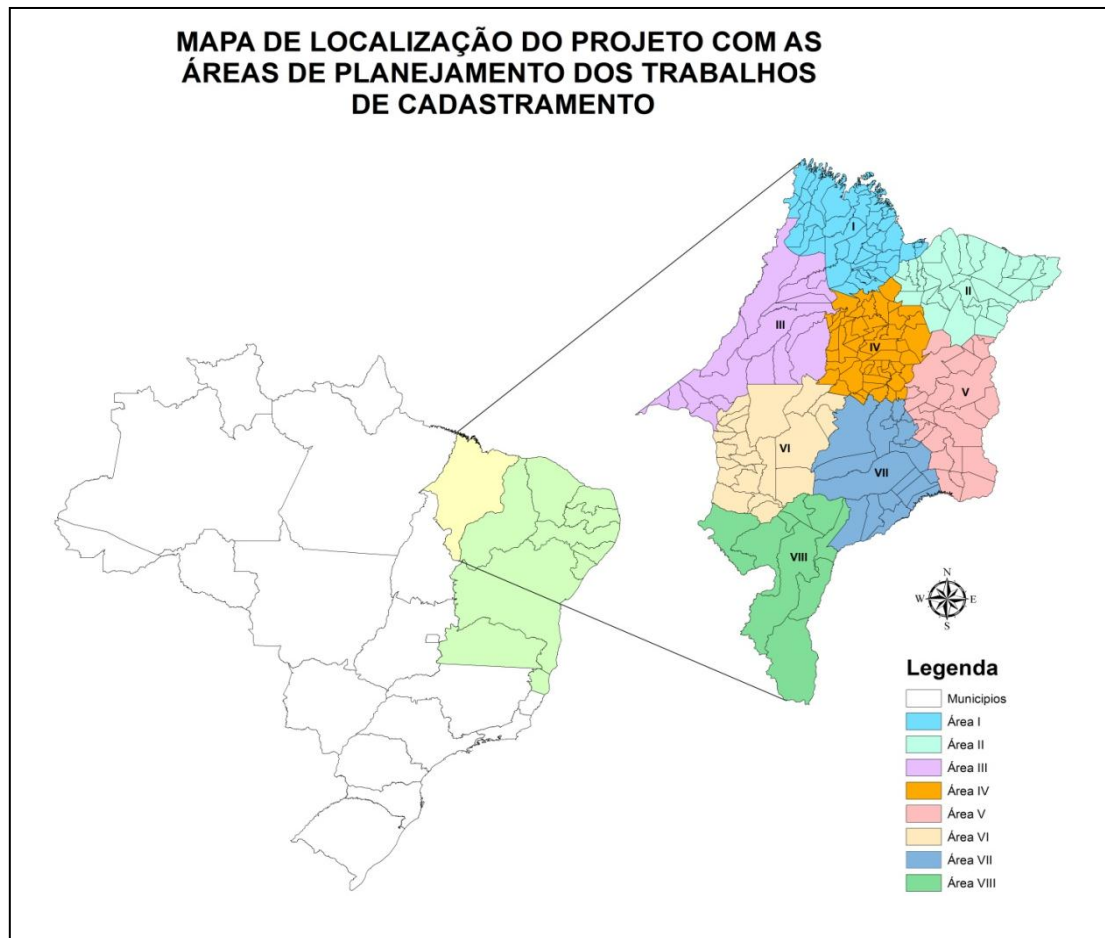 MAPA DE LOCALIZAÇÃO DO PROJETO COM AS
ÁREAS DE PLANEJAMENTO DOS TRABALHOS
DE CADASTRAMENTO
I
II
III
IV
V
VI
VII
VIII
N
W E
S
Legenda
Municipios
Área I
Área II
Área III
Área IV
Área V
Área VI
Área VII
Área VIII